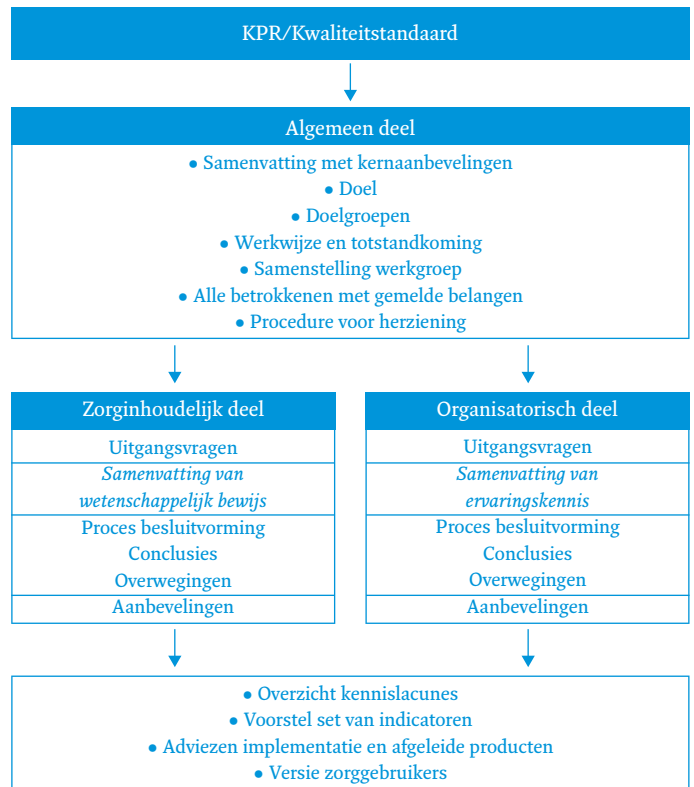 KPR/Kwaliteitstandaard
Algemeen deel
● Samenvatting met kernaanbevelingen
● Doel
● Doelgroepen
● Werkwijze en totstandkoming
● Samenstelling werkgroep
● Alle betrokkenen met gemelde belangen
● Procedure voor herziening
Zorginhoudelijk deel
Uitgangsvragen
Samenvatting van
wetenschappelijk bewijs
Proces besluitvorming
Conclusies
Overwegingen
Aanbevelingen
Organisatorisch deel
Uitgangsvragen
Samenvatting van
ervaringskennis
Proces besluitvorming
Conclusies
Overwegingen
Aanbevelingen
● Overzicht kennislacunes
● Voorstel set van indicatoren
● Adviezen implementatie en afgeleide producten
● Versie zorggebruikers